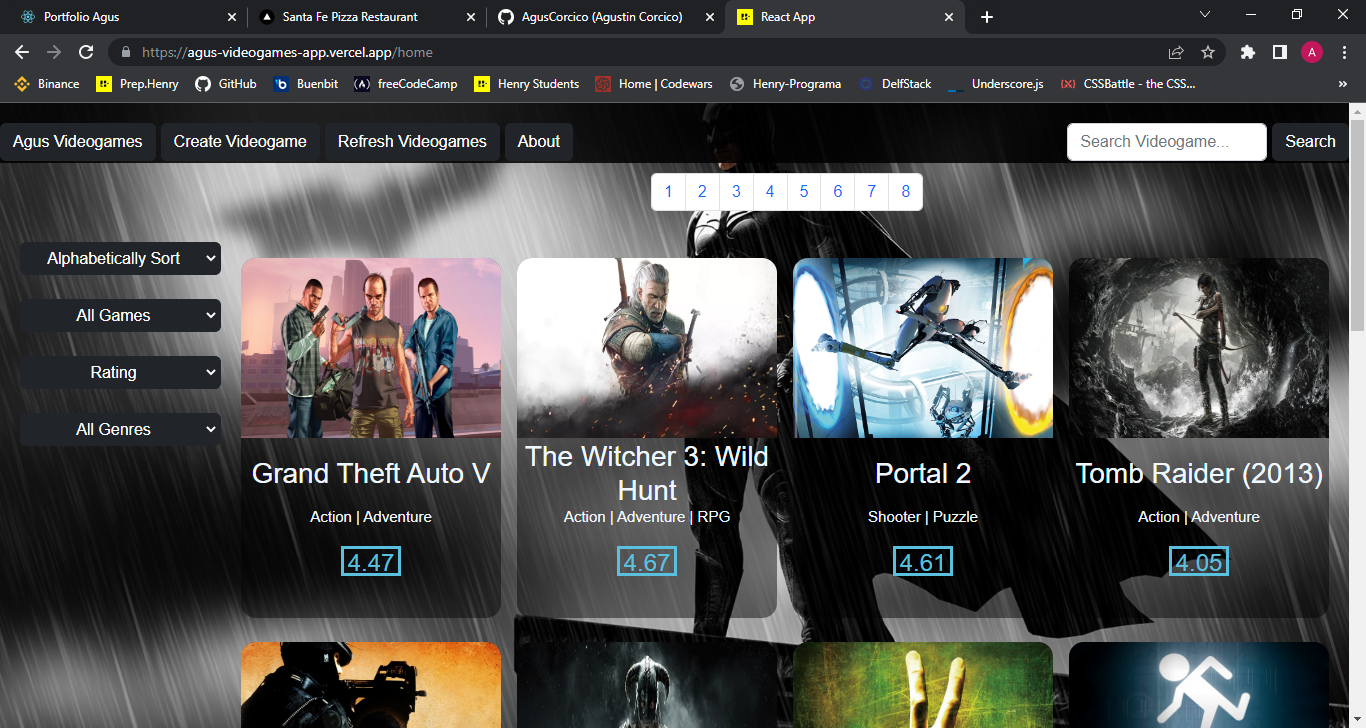 Portfolio Agus
Santa Fe Pizza Restaurant
AgusCorcico (Agustin Corcico)
React App
https://agus-videogames-app.vercel.app/home
A
Binance
Prep.Henry
GitHub
Buenbit
freeCodeCamp
Henry Students
Home | Codewars
Henry-Programa
DelfStack
Underscore.js
CSSBattle - the CSS...
Agus Videogames
Create Videogame
Refresh Videogames
About
Search Videogame...
Search
1 2 3 4 5 6 7 8
Alphabetically Sort
All Games
Rating
All Genres
Grand Theft Auto V
Action | Adventure
4.47
The Witcher 3: Wild
Hunt
Action | Adventure | RPG
4.67
Portal 2
Shooter | Puzzle
4.61
Tomb Raider (2013)
Action | Adventure
4.05